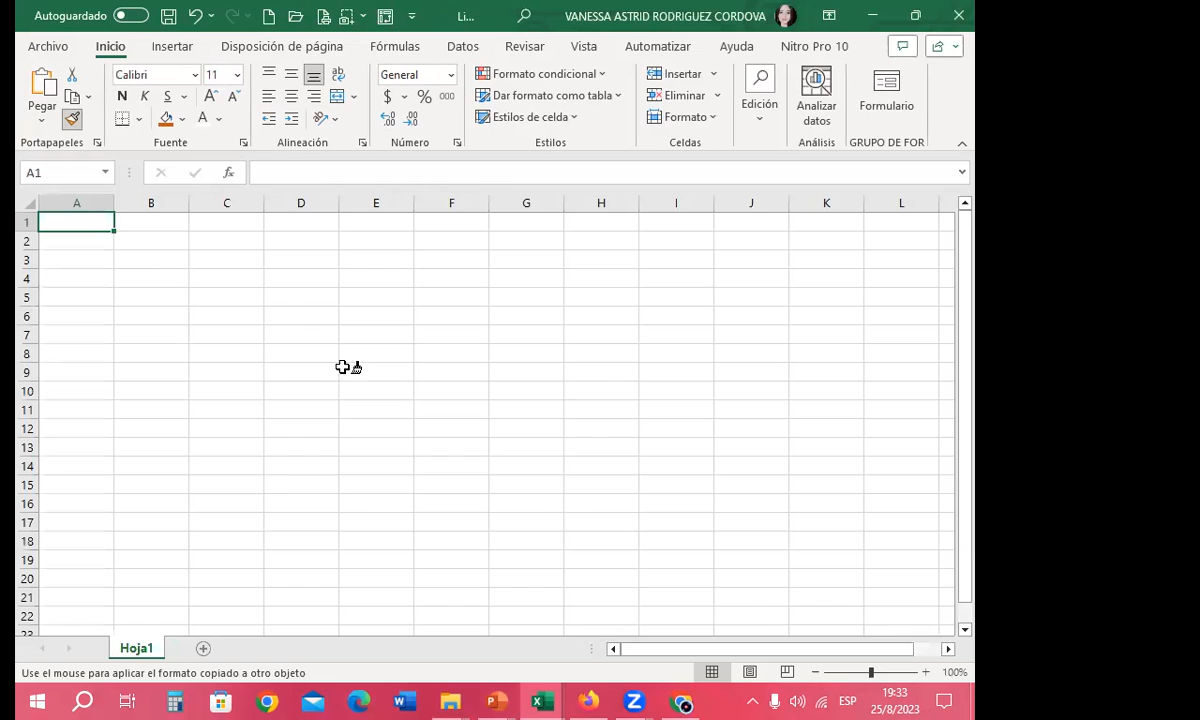 Autoguardado Li... VANESSA ASTRID RODRIGUEZ CORDOVA
Archivo Inicio Insertar Disposición de página Fórmulas Datos Revisar Vista Automatizar Ayuda Nitro Pro 10
Pegar
Portapapeles
Calibri 11
N K S A A
A
Fuente
ab
Alineación
General
$ % 000
Número
Formato condicional
Dar formato como tabla
Estilos de celda
Estilos
Insertar
Eliminar
Formato
Celdas
Edición
Analizar
datos
Análisis
Formulario
GRUPO DE FOR
A1 fx
A B C D E F G H I J K L
1
2
3
4
5
6
7
8
9
10
11
12
13
14
15
16
17
18
19
20
21
22
23
Hoja1
Use el mouse para aplicar el formato copiado a otro objeto 100%
ESP 19:33
25/8/2023